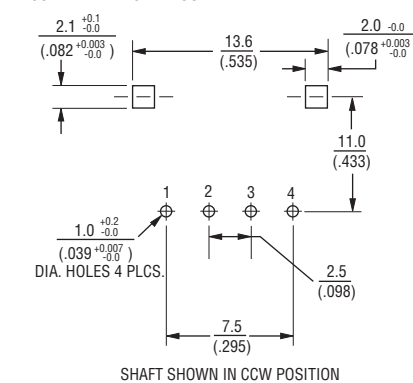 2.1 +0.1 -0.0
(.082 +0.003 -0.0 )
13.6
(.535)
2.0 -0.0
(.078 +0.003 -0.0 )
11.0
(.433)
1 2 3 4
1.0 +0.2 -0.0
(.039 +0.007 -0.0 )
DIA. HOLES 4 PLCS.
2.5
(.098)
7.5
(.295)
SHAFT SHOWN IN CCW POSITION